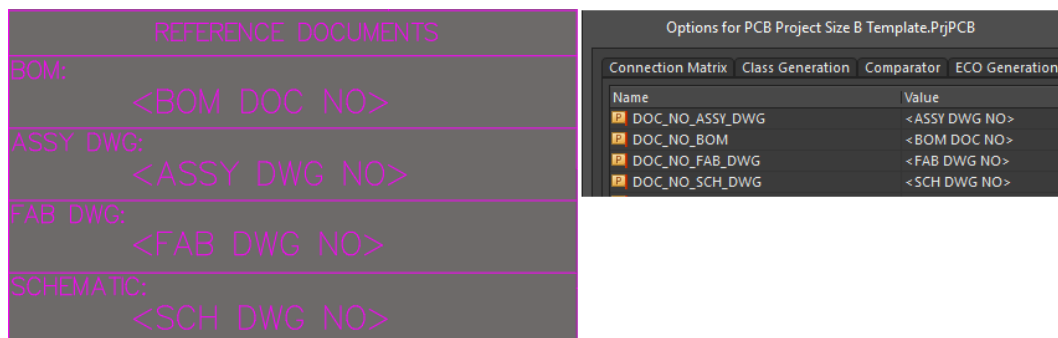 REFERENCE DOCUMENTS
BOM:
<BOM DOC NO>
ASSY DWG:
<ASSY DWG NO>
FAB DWG:
<FAB DWG NO>
SCHEMATIC:
<SCH DWG NO>
Options for PCB Project Size B Template.PrjPCB
Connection Matrix Class Generation Comparator ECO Generation
Name Value
P DOC_NO_ASSY_DWG <ASSY DWG NO>
P DOC_NO_BOM <BOM DOC NO>
P DOC_NO_FAB_DWG <FAB DWG NO>
P DOC_NO_SCH_DWG <SCH DWG NO>